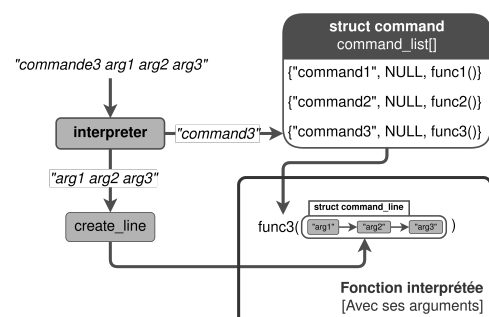 struct command
command_list[]
"commande3 arg1 arg2 arg3"
{"command1", NULL, func1()}
{"command2", NULL, func2()}
interpreter
"command3"
{"command3", NULL, func3()}
"arg1 arg2 arg3"
struct command_line
create_line
func3( "arg1" "arg2" "arg3" )
Fonction interprétée
[Avec ses arguments]